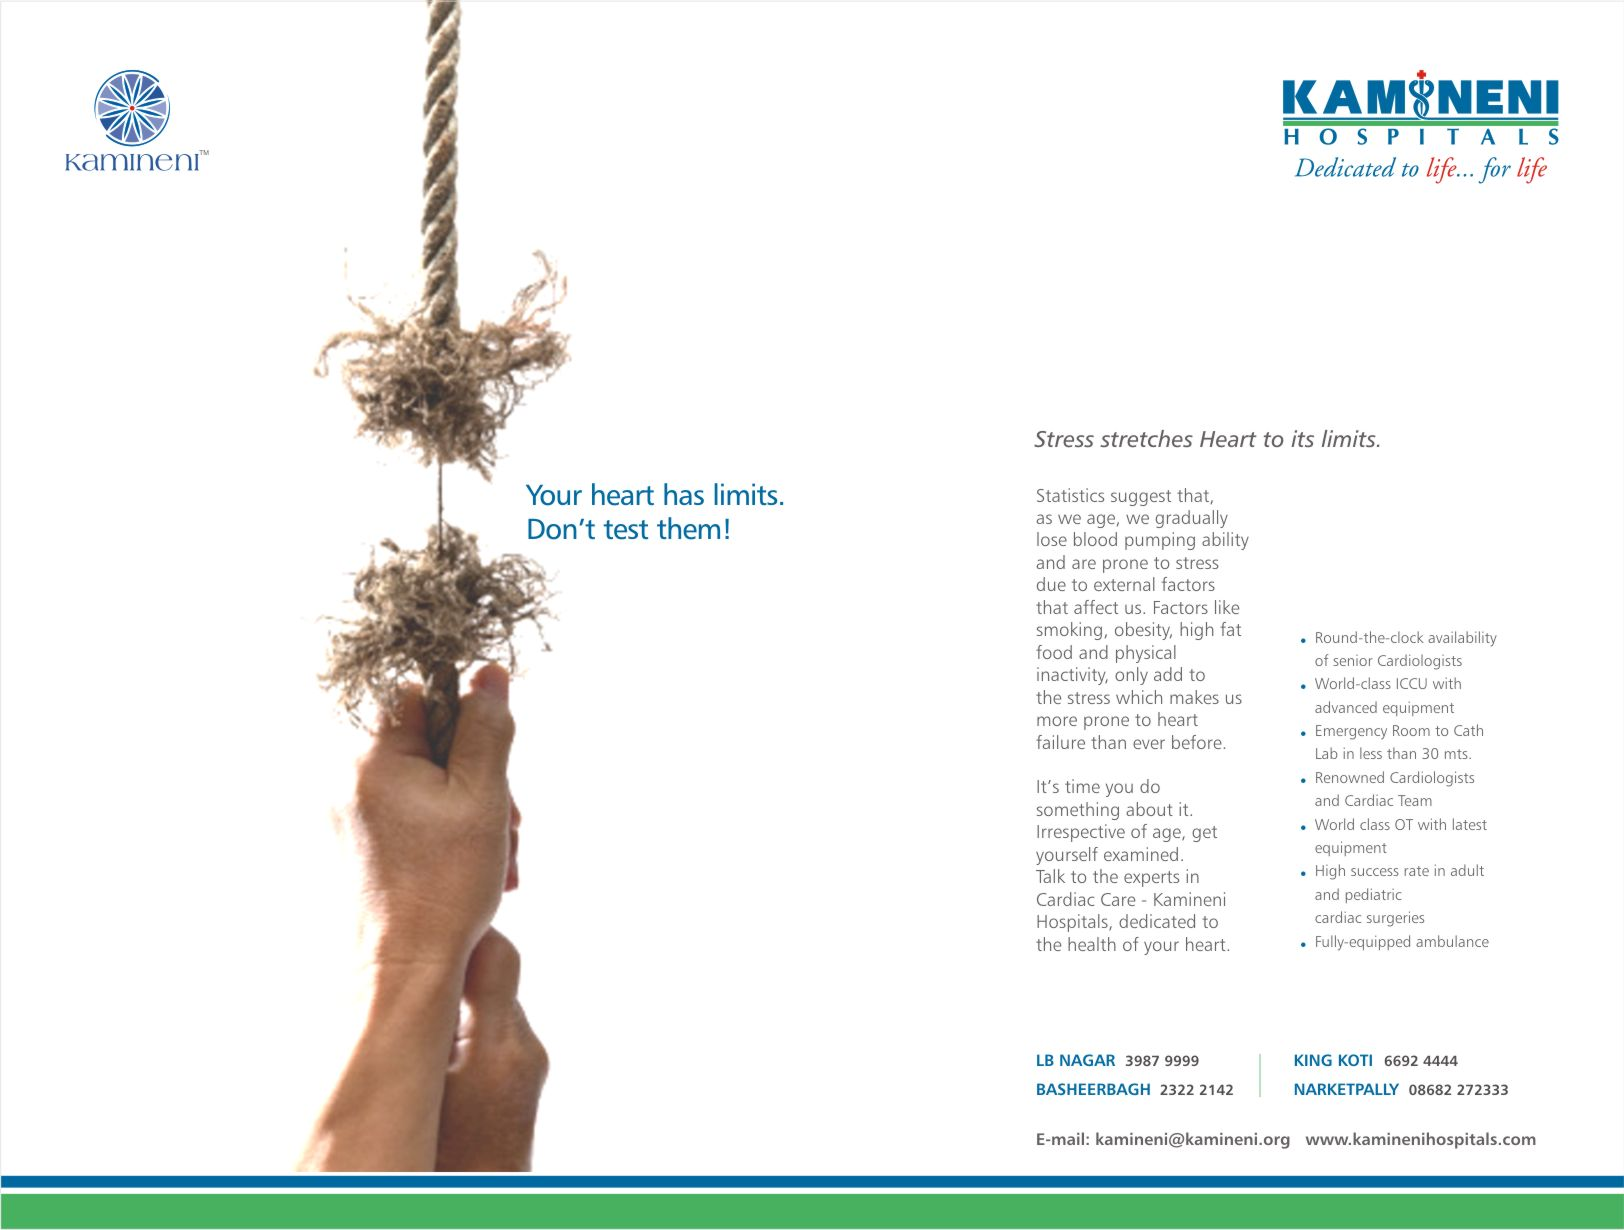 kamineni™
KAMINENI
HOSPITALS
Dedicated to life... for life
Your heart has limits.
Don't test them!
Stress stretches Heart to its limits.
Statistics suggest that,
as we age, we gradually
lose blood pumping ability
and are prone to stress
due to external factors
that affect us. Factors like
smoking, obesity, high fat
food and physical
inactivity, only add to
the stress which makes us
more prone to heart
failure than ever before.
It's time you do
something about it.
Irrespective of age, get
yourself examined.
Talk to the experts in
Cardiac Care - Kamineni
Hospitals, dedicated to
the health of your heart.
• Round-the-clock availability
of senior Cardiologists
• World-class ICCU with
advanced equipment
• Emergency Room to Cath
Lab in less than 30 mts.
• Renowned Cardiologists
and Cardiac Team
• World class OT with latest
equipment
• High success rate in adult
and pediatric
cardiac surgeries
• Fully-equipped ambulance
LB NAGAR 3987 9999
BASHEERBAGH 2322 2142
KING KOTI 6692 4444
NARKETPALLY 08682 272333
E-mail: kamineni@kamineni.org www.kaminenihospitals.com